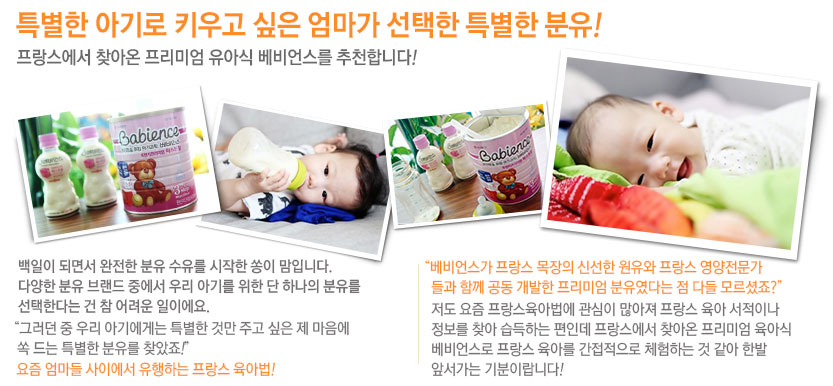 특별한 아기로 키우고 싶은 엄마가 선택한 특별한 분유!
프랑스에서 찾아온 프리미엄 유아식 베비언스를 추천합니다!
Babience
Babience
백일이 되면서 완전한 분유 수유를 시작한 쏭이 맘입니다.
다양한 분유 브랜드 중에서 우리 아기를 위한 단 하나의 분유를
선택한다는 건 참 어려운 일이에요.
“그러던 중 우리 아기에게는 특별한 것만 주고 싶은 제 마음에
쏙 드는 특별한 분유를 찾았죠!”
요즘 엄마들 사이에서 유행하는 프랑스 육아법!
“베비언스가 프랑스 목장의 신선한 원유와 프랑스 영양전문가
들과 함께 공동 개발한 프리미엄 분유였다는 점 다들 모르셨죠?”
저도 요즘 프랑스육아법에 관심이 많아져 프랑스 육아 서적이나
정보를 찾아 습득하는 편인데 프랑스에서 찾아온 프리미엄 육아식
베비언스로 프랑스 육아를 간접적으로 체험하는 것 같아 한발
앞서가는 기분이랍니다!